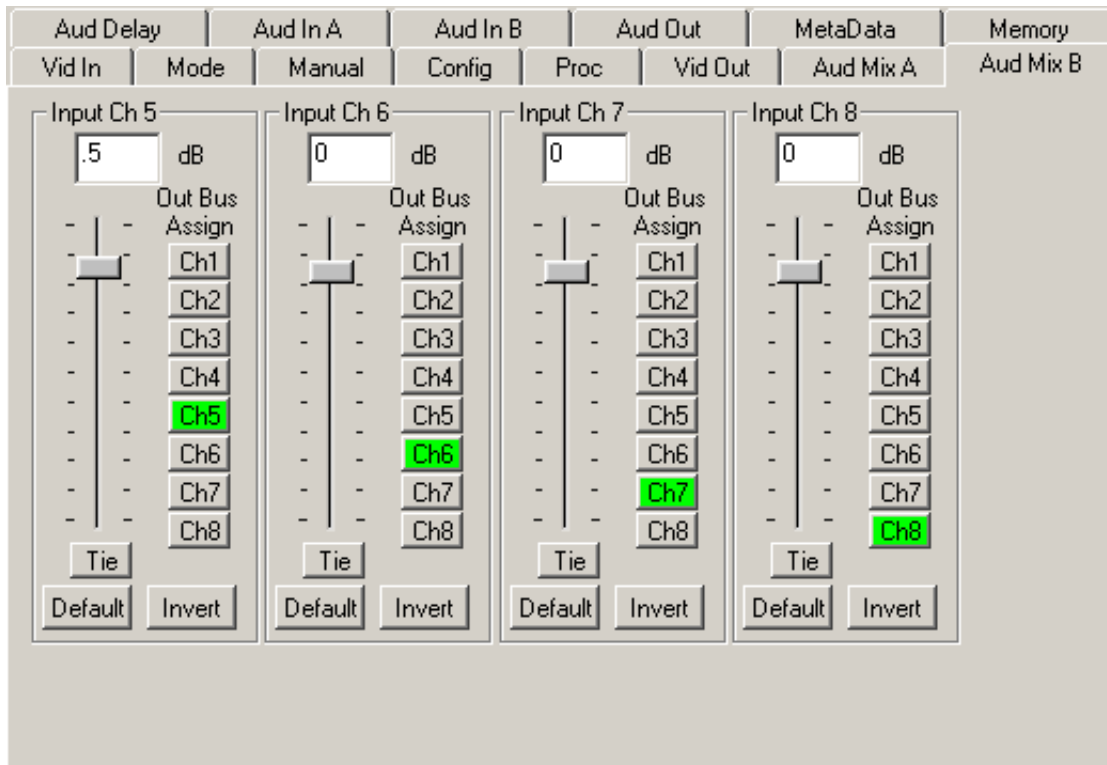 Aud Delay Aud In A Aud In B Aud Out MetaData Memory
Vid In Mode Manual Config Proc Vid Out Aud Mix A Aud Mix B
Input Ch 5 Input Ch 6 Input Ch 7 Input Ch 8
.5 dB 0 dB 0 dB 0 dB
Out Bus Out Bus Out Bus Out Bus
Assign Assign Assign Assign
Ch1 Ch1 Ch1 Ch1
Ch2 Ch2 Ch2 Ch2
Ch3 Ch3 Ch3 Ch3
Ch4 Ch4 Ch4 Ch4
Ch5 Ch5 Ch5 Ch5
Ch6 Ch6 Ch6 Ch6
Ch7 Ch7 Ch7 Ch7
Ch8 Ch8 Ch8 Ch8
Tie Tie Tie Tie
Default Invert Default Invert Default Invert Default Invert